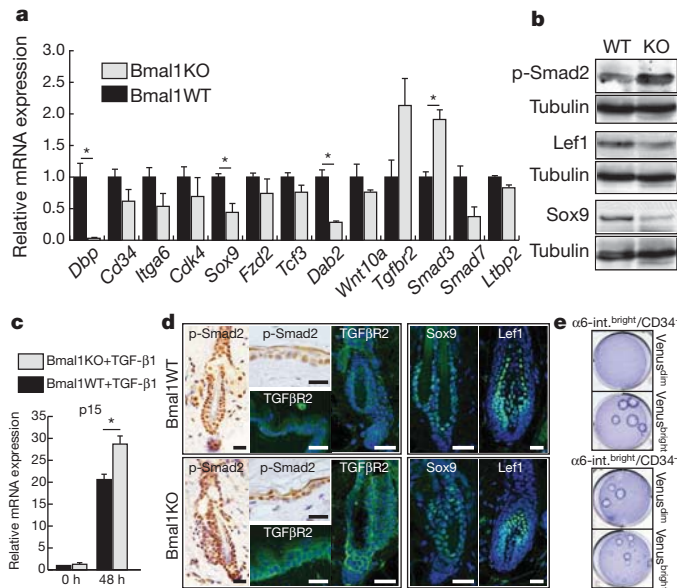 a
Relative mRNA expression
3.0
2.5
2.0
1.5
1.0
0.5
0
Bmal1KO
Bmal1WT
*
*
*
*
Dbp
Cd34
Itga6
Cdk4
Sox9
Fzd2
Tcf3
Dab2
Wnt10a
Tgfbr2
Smad3
Smad7
Ltbp2
b
WT KO
p-Smad2
Tubulin
Lef1
Tubulin
Sox9
Tubulin
c
Bmal1KO+TGF-β1
Bmal1WT+TGF-β1
p15
*
Relative mRNA expression
35
30
25
20
15
10
5
0
0 h
48 h
d
Bmal1WT
p-Smad2
p-Smad2
TGFβR2
TGFβR2
Sox9
Lef1
Bmal1KO
p-Smad2
p-Smad2
TGFβR2
TGFβR2
Sox9
Lef1
e
α6-int.bright/CD34+
Venusdim
Venusbright
α6-int.bright/CD34+
Venusdim
Venusbright